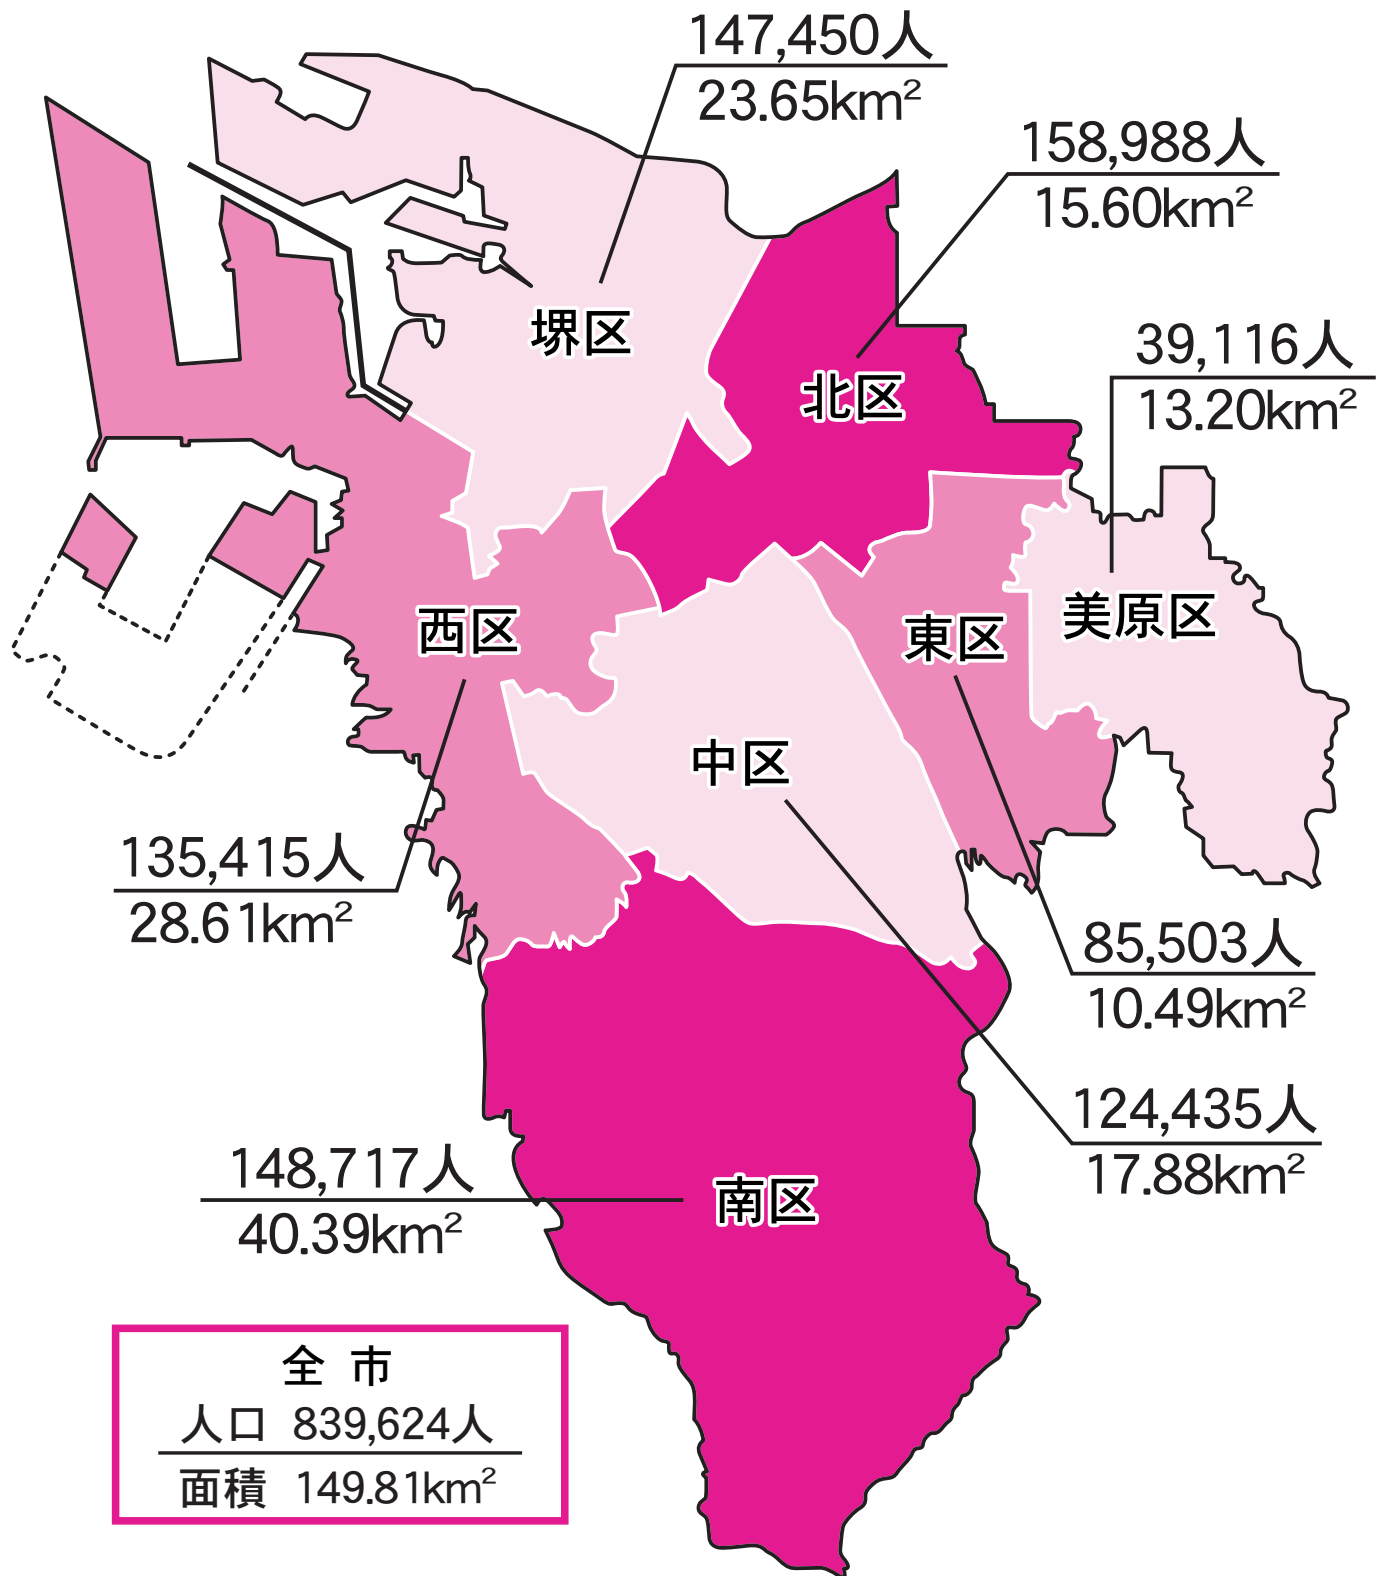 147,450人
23.65km²
158,988人
15.60km²
堺区
39,116人
13.20km²
北区
美原区
西区
東区
中区
135,415人
28.61km²
85,503人
10.49km²
124,435人
17.88km²
148,717人
40.39km²
南区
全 市
人口 839,624人
面積 149.81km²